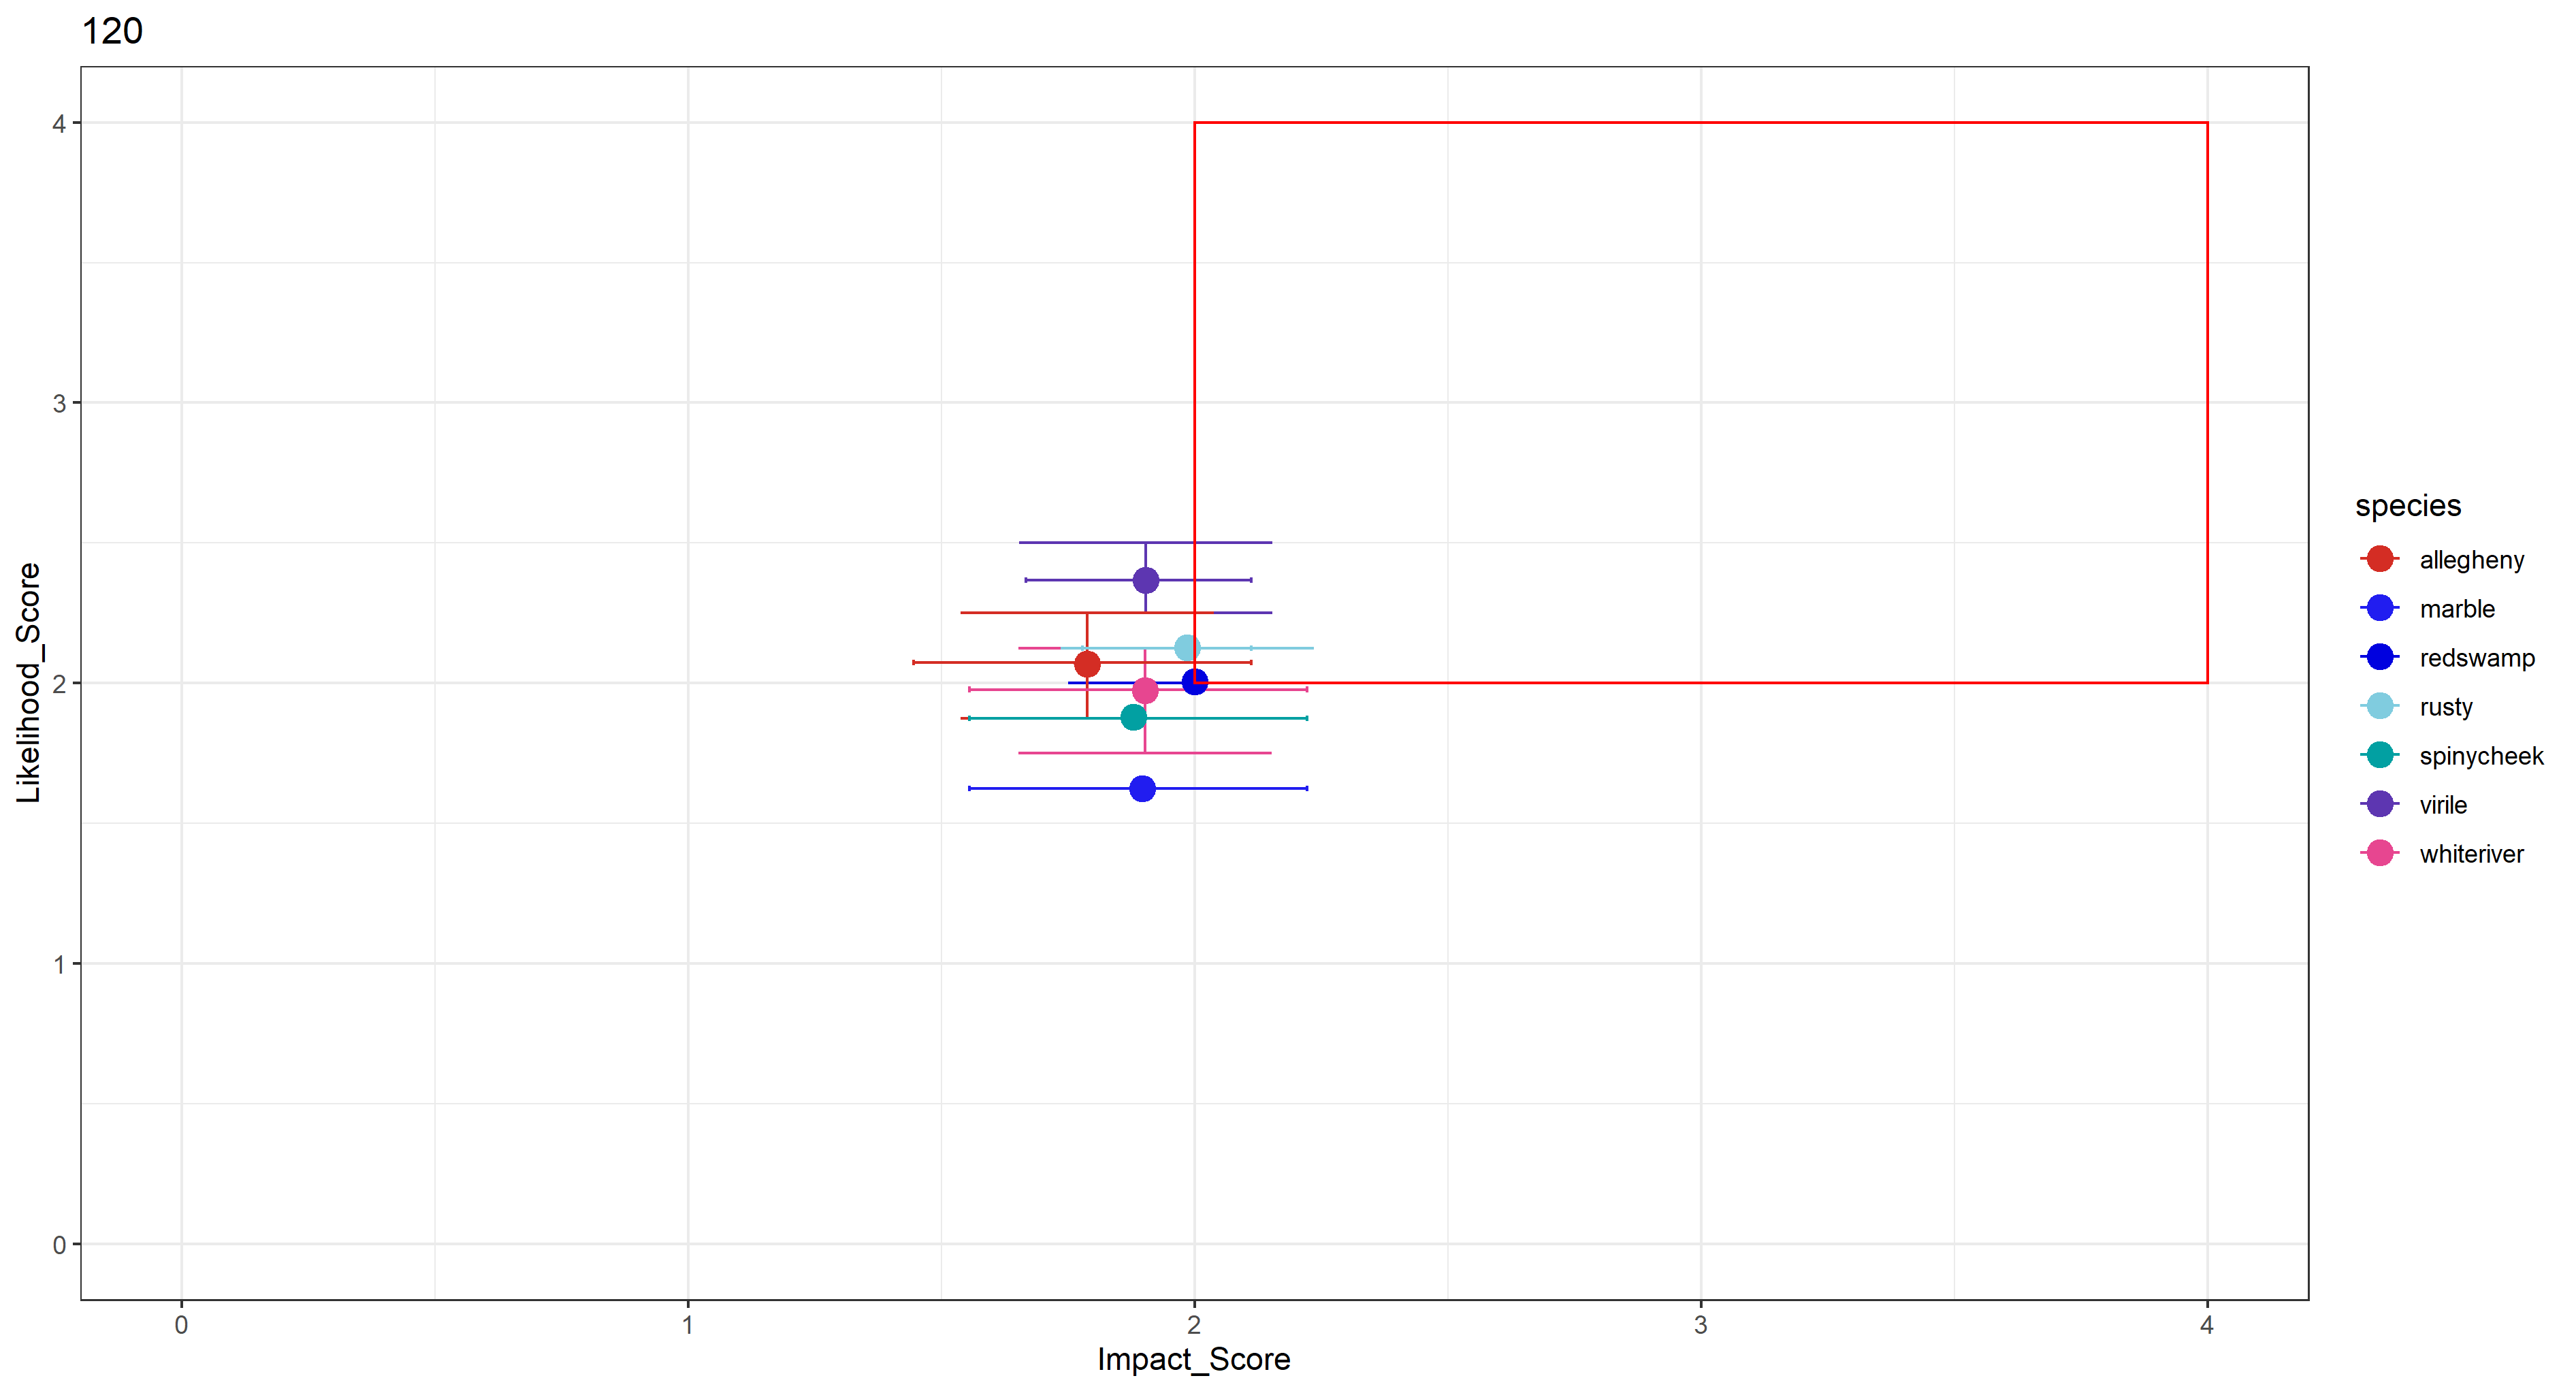 120
Likelihood_Score
4
3
2
1
0
0 1 2 3 4
Impact_Score
species
allegheny
marble
redswamp
rusty
spinycheek
virile
whiteriver